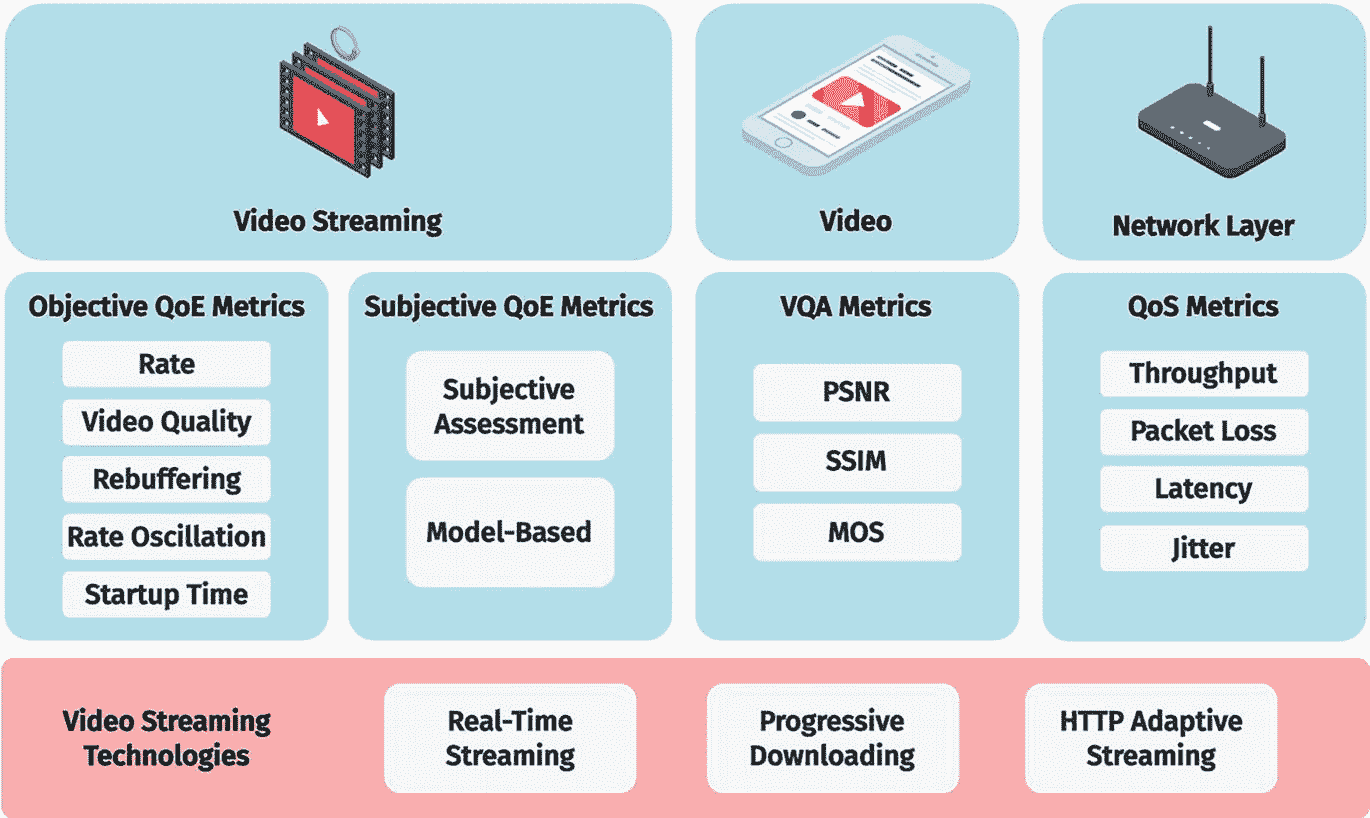 Video Streaming
Video
Network Layer
Objective QoE Metrics
Rate
Video Quality
Rebuffering
Rate Oscillation
Startup Time
Subjective QoE Metrics
Subjective
Assessment
Model-Based
VQA Metrics
PSNR
SSIM
MOS
QoS Metrics
Throughput
Packet Loss
Latency
Jitter
Video Streaming
Technologies
Real-Time
Streaming
Progressive
Downloading
HTTP Adaptive
Streaming